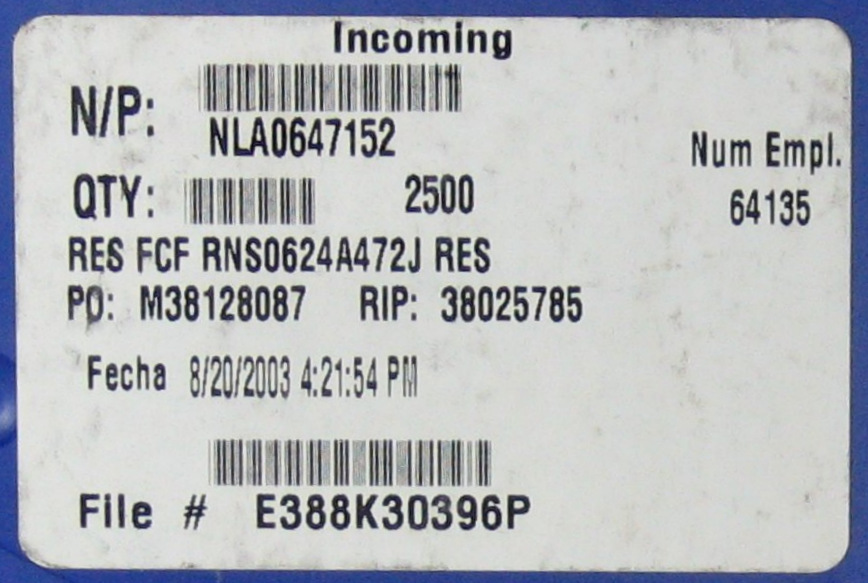 Incoming
N/P:
NLA0647152
Num Empl.
QTY: 2500
64135
RES FCF RNS0624A472J RES
PO: M38128087 RIP: 38025785
Fecha 8/20/2003 4:21:54 PM
File # E388K30396P